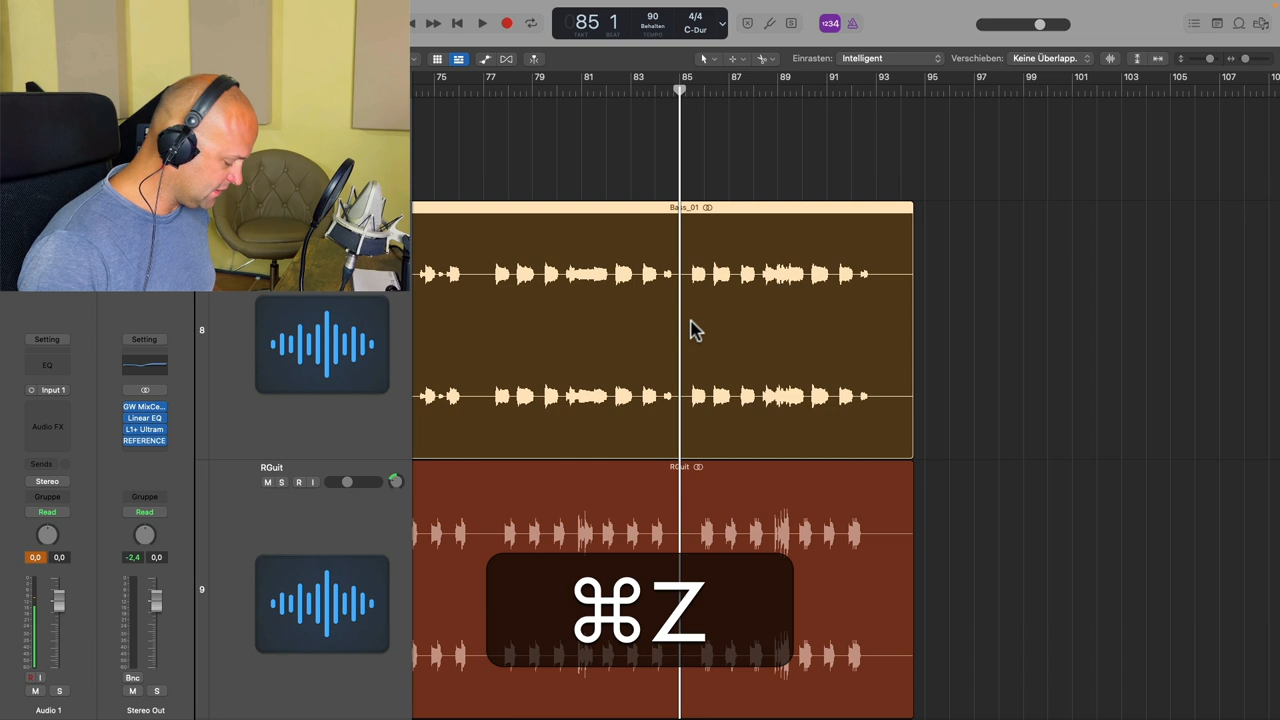 085 1
TAKT BEAT
90
Behalten
TEMPO
4/4
C-Dur
S
1234
Einrasten: Intelligent
Verschieben: Keine Überlapp.
75 77 79 81 83 85 87 89 91 93 95 97 99 101 103 105 107
Bass_01
8
Setting Setting
EQ
Input 1
GW MixCe...
Linear EQ
Audio FX
L1+ Ultram
REFERENCE
Sends
Stereo
Gruppe Gruppe
Read Read
0,0 0,0 -2,4 0,0
R I Bnc
M S M S
Audio 1 Stereo Out
RGuit
M S R I
RGuit
9
⌘Z